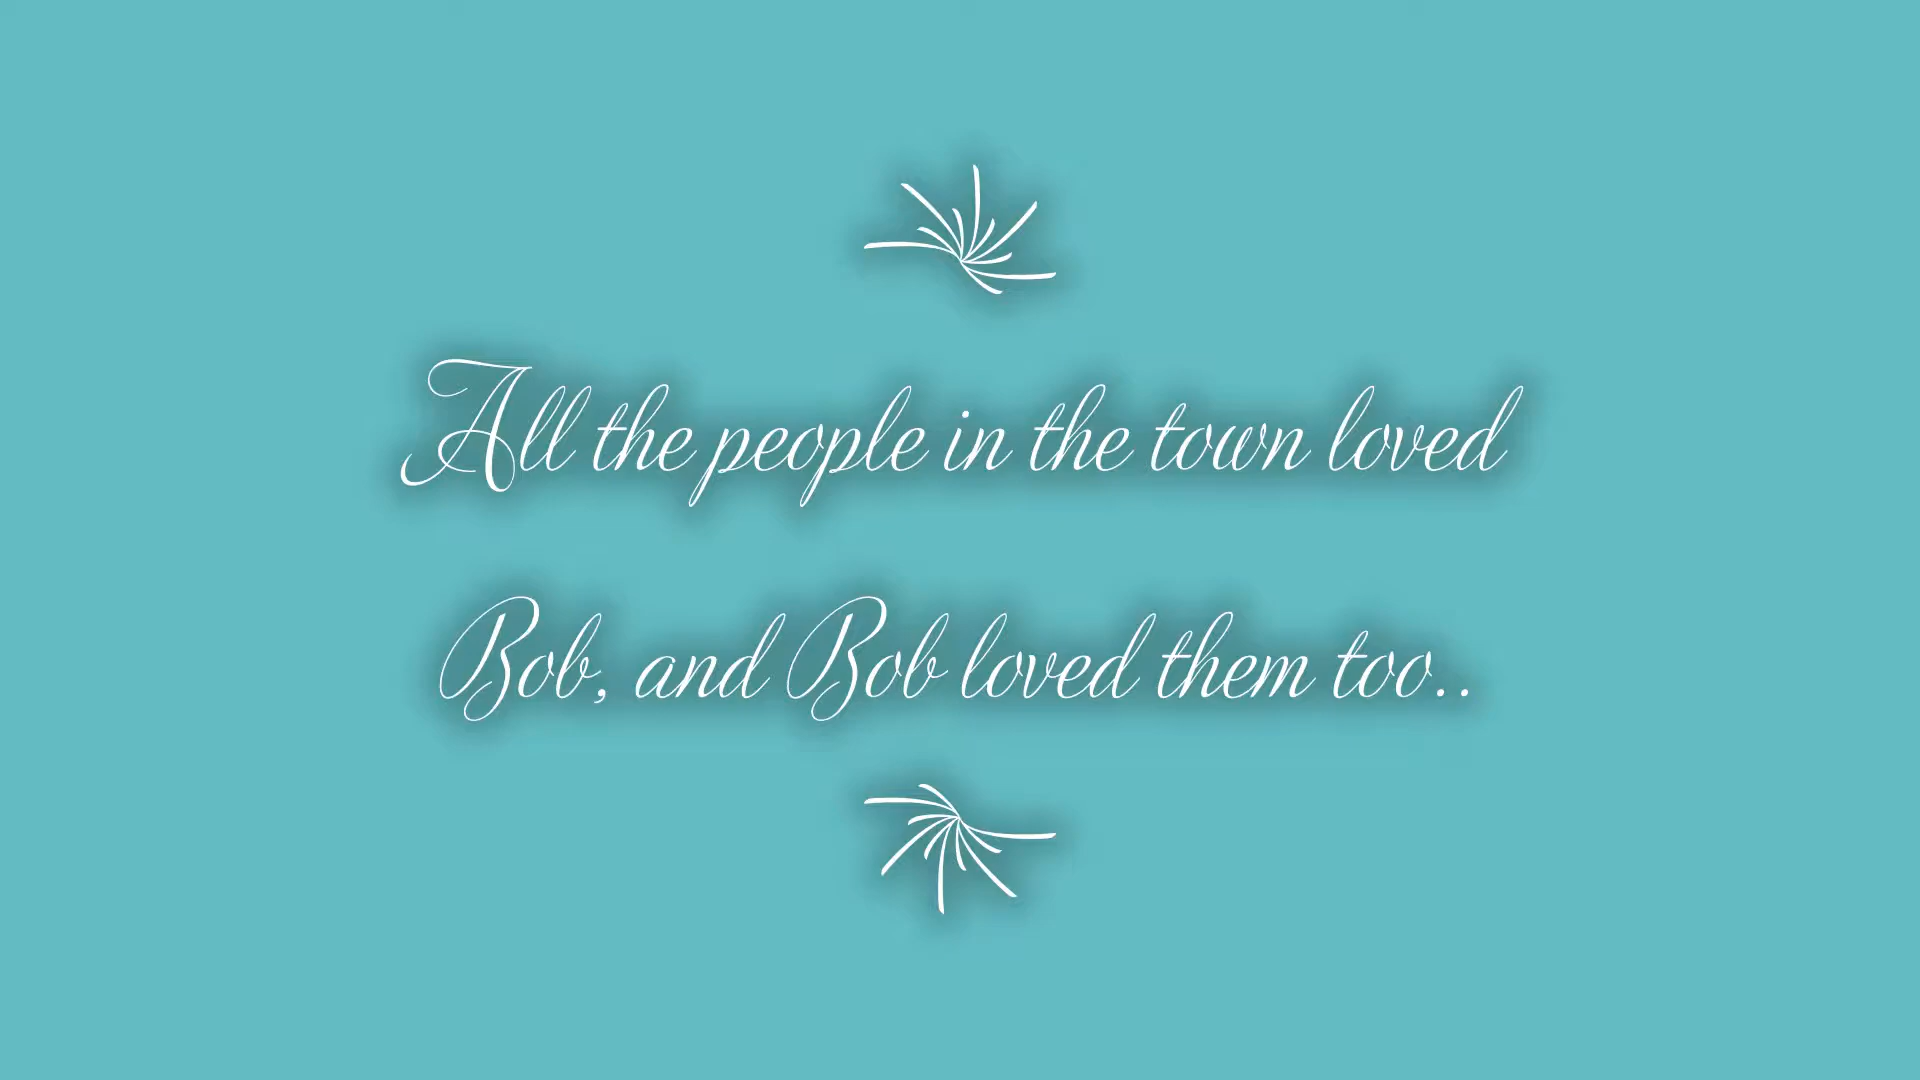 All the people in the town loved
Bob, and Bob loved them too..